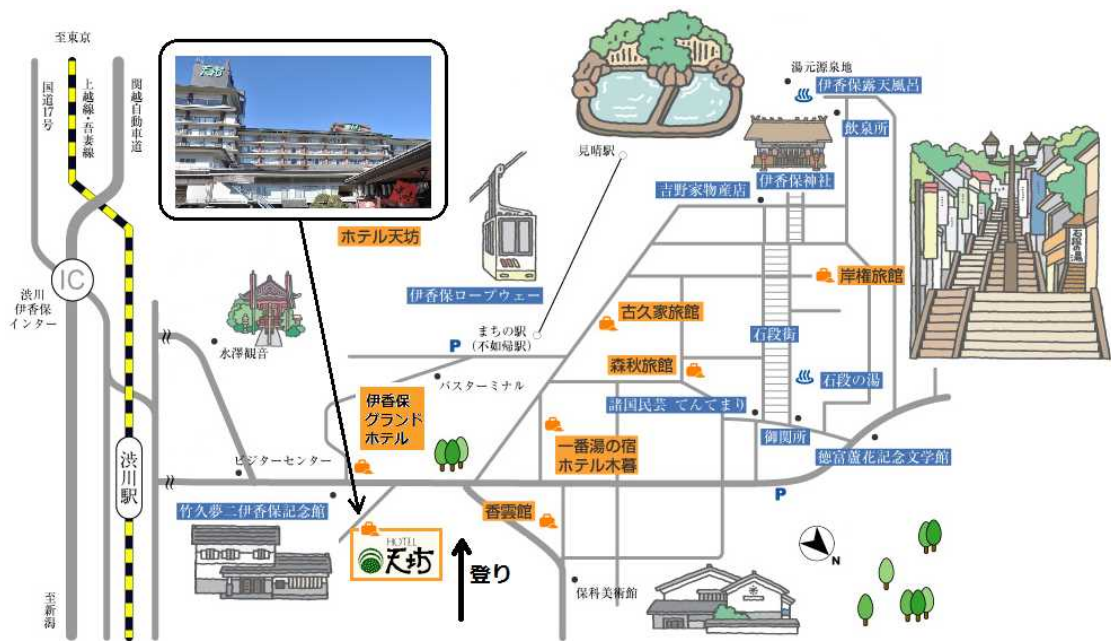 至東京
国道17号
上越線・吾妻線
関越自動車道
天坊
ホテル天坊
IC
渋川
伊香保
インター
水澤観音
伊香保ロープウェー
見晴駅
まちの駅
(不如帰駅)
P
バスターミナル
湯元源泉地
伊香保露天風呂
飲泉所
伊香保神社
吉野家物産店
岸権旅館
古久家旅館
石段街
森秋旅館
石段の湯
諸国民芸 てんてまり
御関所
徳富蘆花記念文学館
石段の湯
伊香保
グランド
ホテル
一番湯の宿
ホテル木暮
ビジターセンター
渋川駅
竹久夢二伊香保記念館
香雲館
P
HOTEL
天坊
登り
N
保科美術館
至新潟